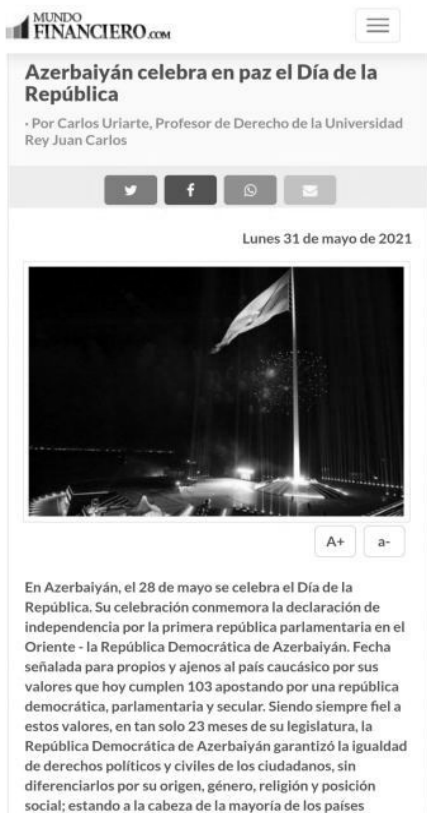 MUNDO
FINANCIERO.COM
Azerbaiyán celebra en paz el Día de la
República
· Por Carlos Uriarte, Profesor de Derecho de la Universidad
Rey Juan Carlos
Lunes 31 de mayo de 2021
A+ a-
En Azerbaiyán, el 28 de mayo se celebra el Día de la
República. Su celebración conmemora la declaración de
independencia por la primera república parlamentaria en el
Oriente - la República Democrática de Azerbaiyán. Fecha
señalada para propios y ajenos al país caucásico por sus
valores que hoy cumplen 103 apostando por una república
democrática, parlamentaria y secular. Siendo siempre fiel a
estos valores, en tan solo 23 meses de su legislatura, la
República Democrática de Azerbaiyán garantizó la igualdad
de derechos políticos y civiles de los ciudadanos, sin
diferenciarlos por su origen, género, religión y posición
social; estando a la cabeza de la mayoría de los países